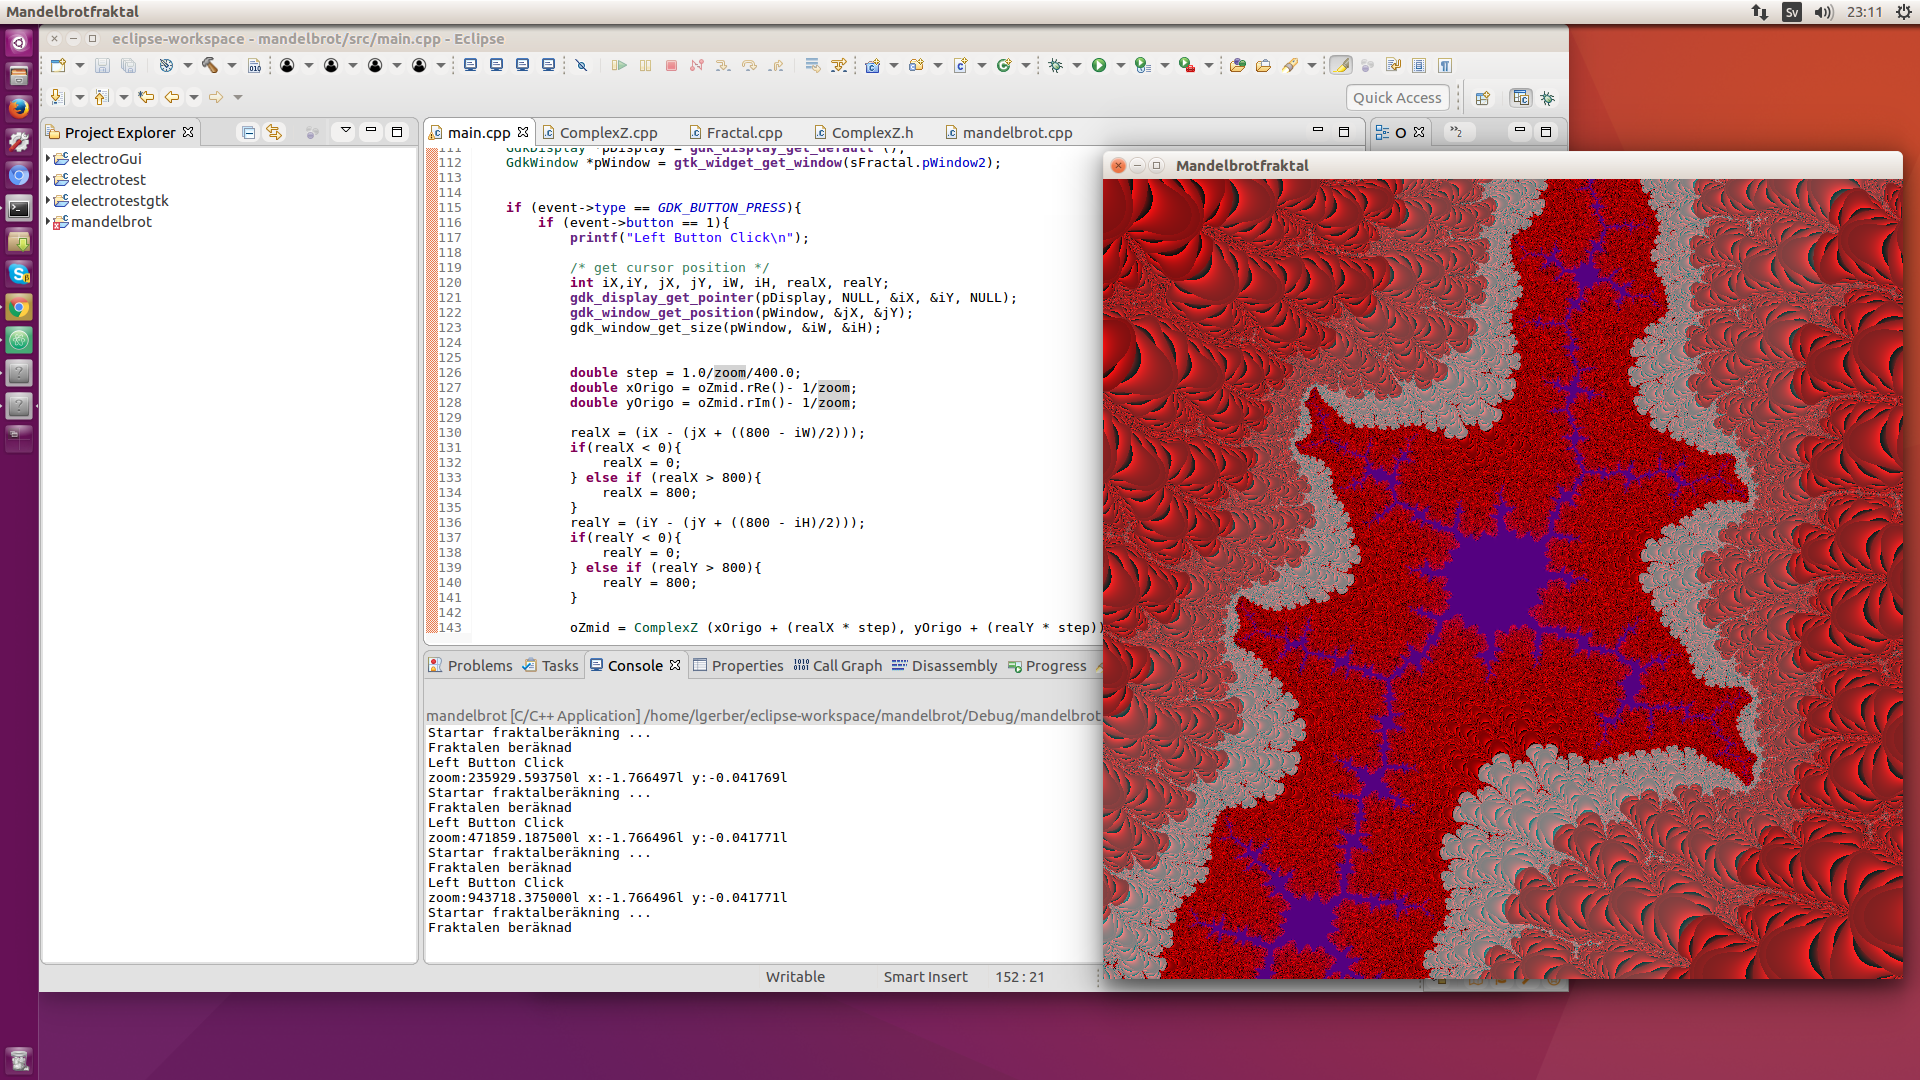 Mandelbrotfraktal
Sv
23:11
eclipse-workspace - mandelbrot/src/main.cpp - Eclipse
Quick Access
Project Explorer
electroGui
electrotest
electrotestgtk
mandelbrot
main.cpp ComplexZ.cpp Fractal.cpp ComplexZ.h mandelbrot.cpp
O
»2
111 GdkDisplay *pDisplay = gdk_display_get_default ();
112 GdkWindow *pWindow = gtk_widget_get_window(sFractal.pWindow2);
113
114
115 if (event->type == GDK_BUTTON_PRESS){
116 if (event->button == 1){
117 printf("Left Button Click\n");
118
119 /* get cursor position */
120 int iX,iY, jX, jY, iW, iH, realX, realY;
121 gdk_display_get_pointer(pDisplay, NULL, &iX, &iY, NULL);
122 gdk_window_get_position(pWindow, &jX, &jY);
123 gdk_window_get_size(pWindow, &iW, &iH);
124
125
126 double step = 1.0/zoom/400.0;
127 double xOrigo = oZmid.rRe()- 1/zoom;
128 double yOrigo = oZmid.rIm()- 1/zoom;
129
130 realX = (iX - (jX + ((800 - iW)/2)));
131 if(realX < 0){
132 realX = 0;
133 } else if (realX > 800){
134 realX = 800;
135 }
136 realY = (iY - (jY + ((800 - iH)/2)));
137 if(realY < 0){
138 realY = 0;
139 } else if (realY > 800){
140 realY = 800;
141 }
142
143 oZmid = ComplexZ (xOrigo + (realX * step), yOrigo + (realY * step))
Problems Tasks Console Properties Call Graph Disassembly Progress
mandelbrot [C/C++ Application] /home/lgerber/eclipse-workspace/mandelbrot/Debug/mandelbrot
Startar fraktalberäkning ...
Fraktalen beräknad
Left Button Click
zoom:235929.593750l x:-1.766497l y:-0.041769l
Startar fraktalberäkning ...
Fraktalen beräknad
Left Button Click
zoom:471859.187500l x:-1.766496l y:-0.041771l
Startar fraktalberäkning ...
Fraktalen beräknad
Left Button Click
zoom:943718.375000l x:-1.766496l y:-0.041771l
Startar fraktalberäkning ...
Fraktalen beräknad
Writable Smart Insert 152 : 21
Mandelbrotfraktal